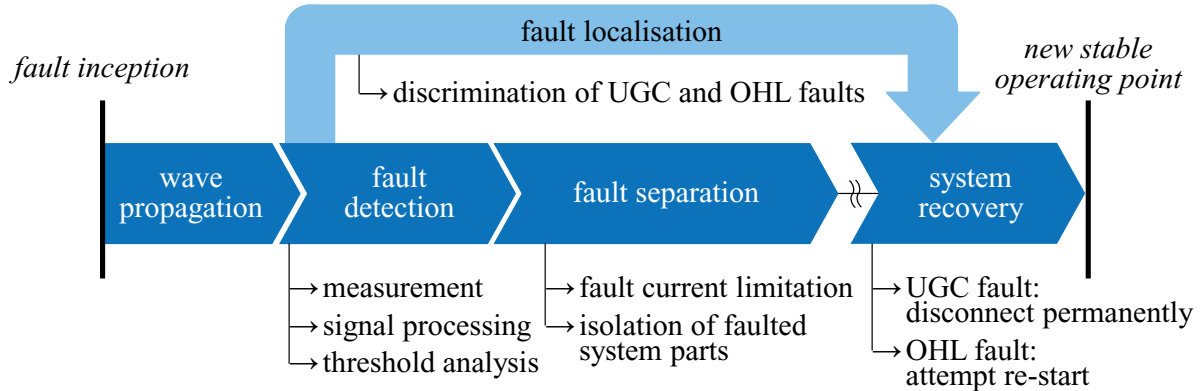 fault localisation
fault inception
new stable
operating point
discrimination of UGC and OHL faults
wave
propagation
fault
detection
fault separation
system
recovery
measurement
signal processing
threshold analysis
fault current limitation
isolation of faulted
system parts
UGC fault:
disconnect permanently
OHL fault:
attempt re-start